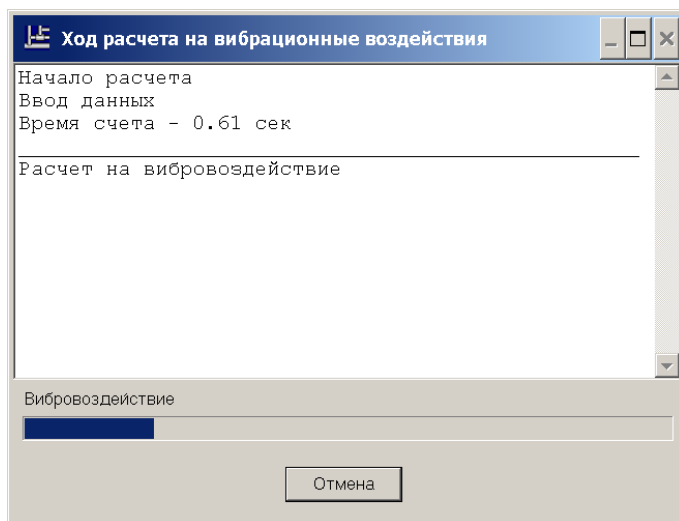 Ход расчета на вибрационные воздействия
Начало расчета
Ввод данных
Время счета - 0.61 сек
Расчет на вибровоздействие
Вибровоздействие
Отмена